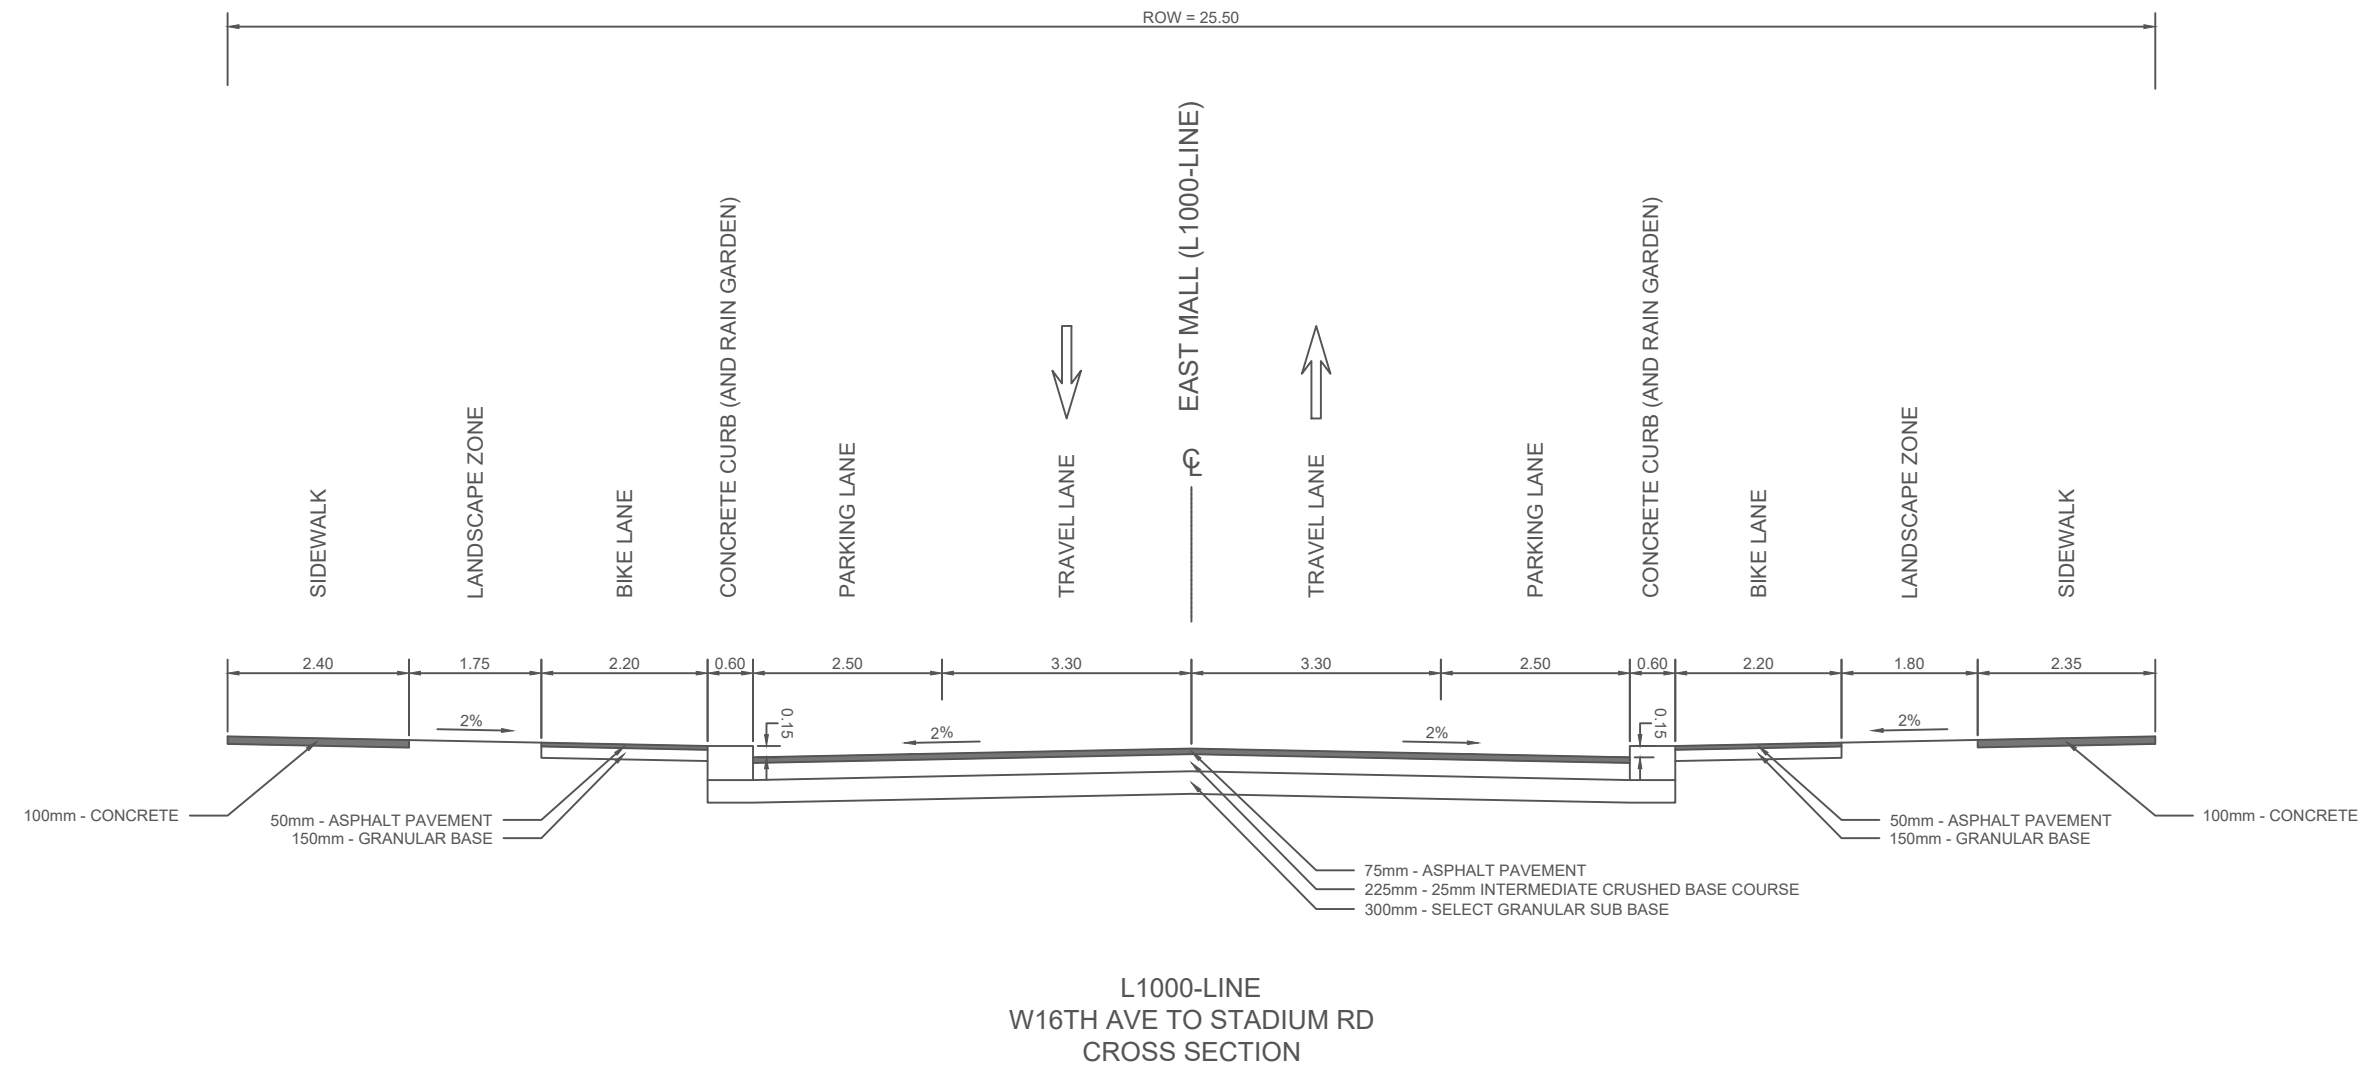 ROW = 25.50
EAST MALL (L1000-LINE)
℄
SIDEWALK
LANDSCAPE ZONE
BIKE LANE
CONCRETE CURB (AND RAIN GARDEN)
PARKING LANE
TRAVEL LANE
TRAVEL LANE
PARKING LANE
CONCRETE CURB (AND RAIN GARDEN)
BIKE LANE
LANDSCAPE ZONE
SIDEWALK
2.40 1.75 2.20 0.60 2.50 3.30 3.30 2.50 0.60 2.20 1.80 2.35
2% 0.15 2% 2% 0.15 2%
100mm - CONCRETE
50mm - ASPHALT PAVEMENT
150mm - GRANULAR BASE
75mm - ASPHALT PAVEMENT
225mm - 25mm INTERMEDIATE CRUSHED BASE COURSE
300mm - SELECT GRANULAR SUB BASE
50mm - ASPHALT PAVEMENT
150mm - GRANULAR BASE
100mm - CONCRETE
L1000-LINE
W16TH AVE TO STADIUM RD
CROSS SECTION